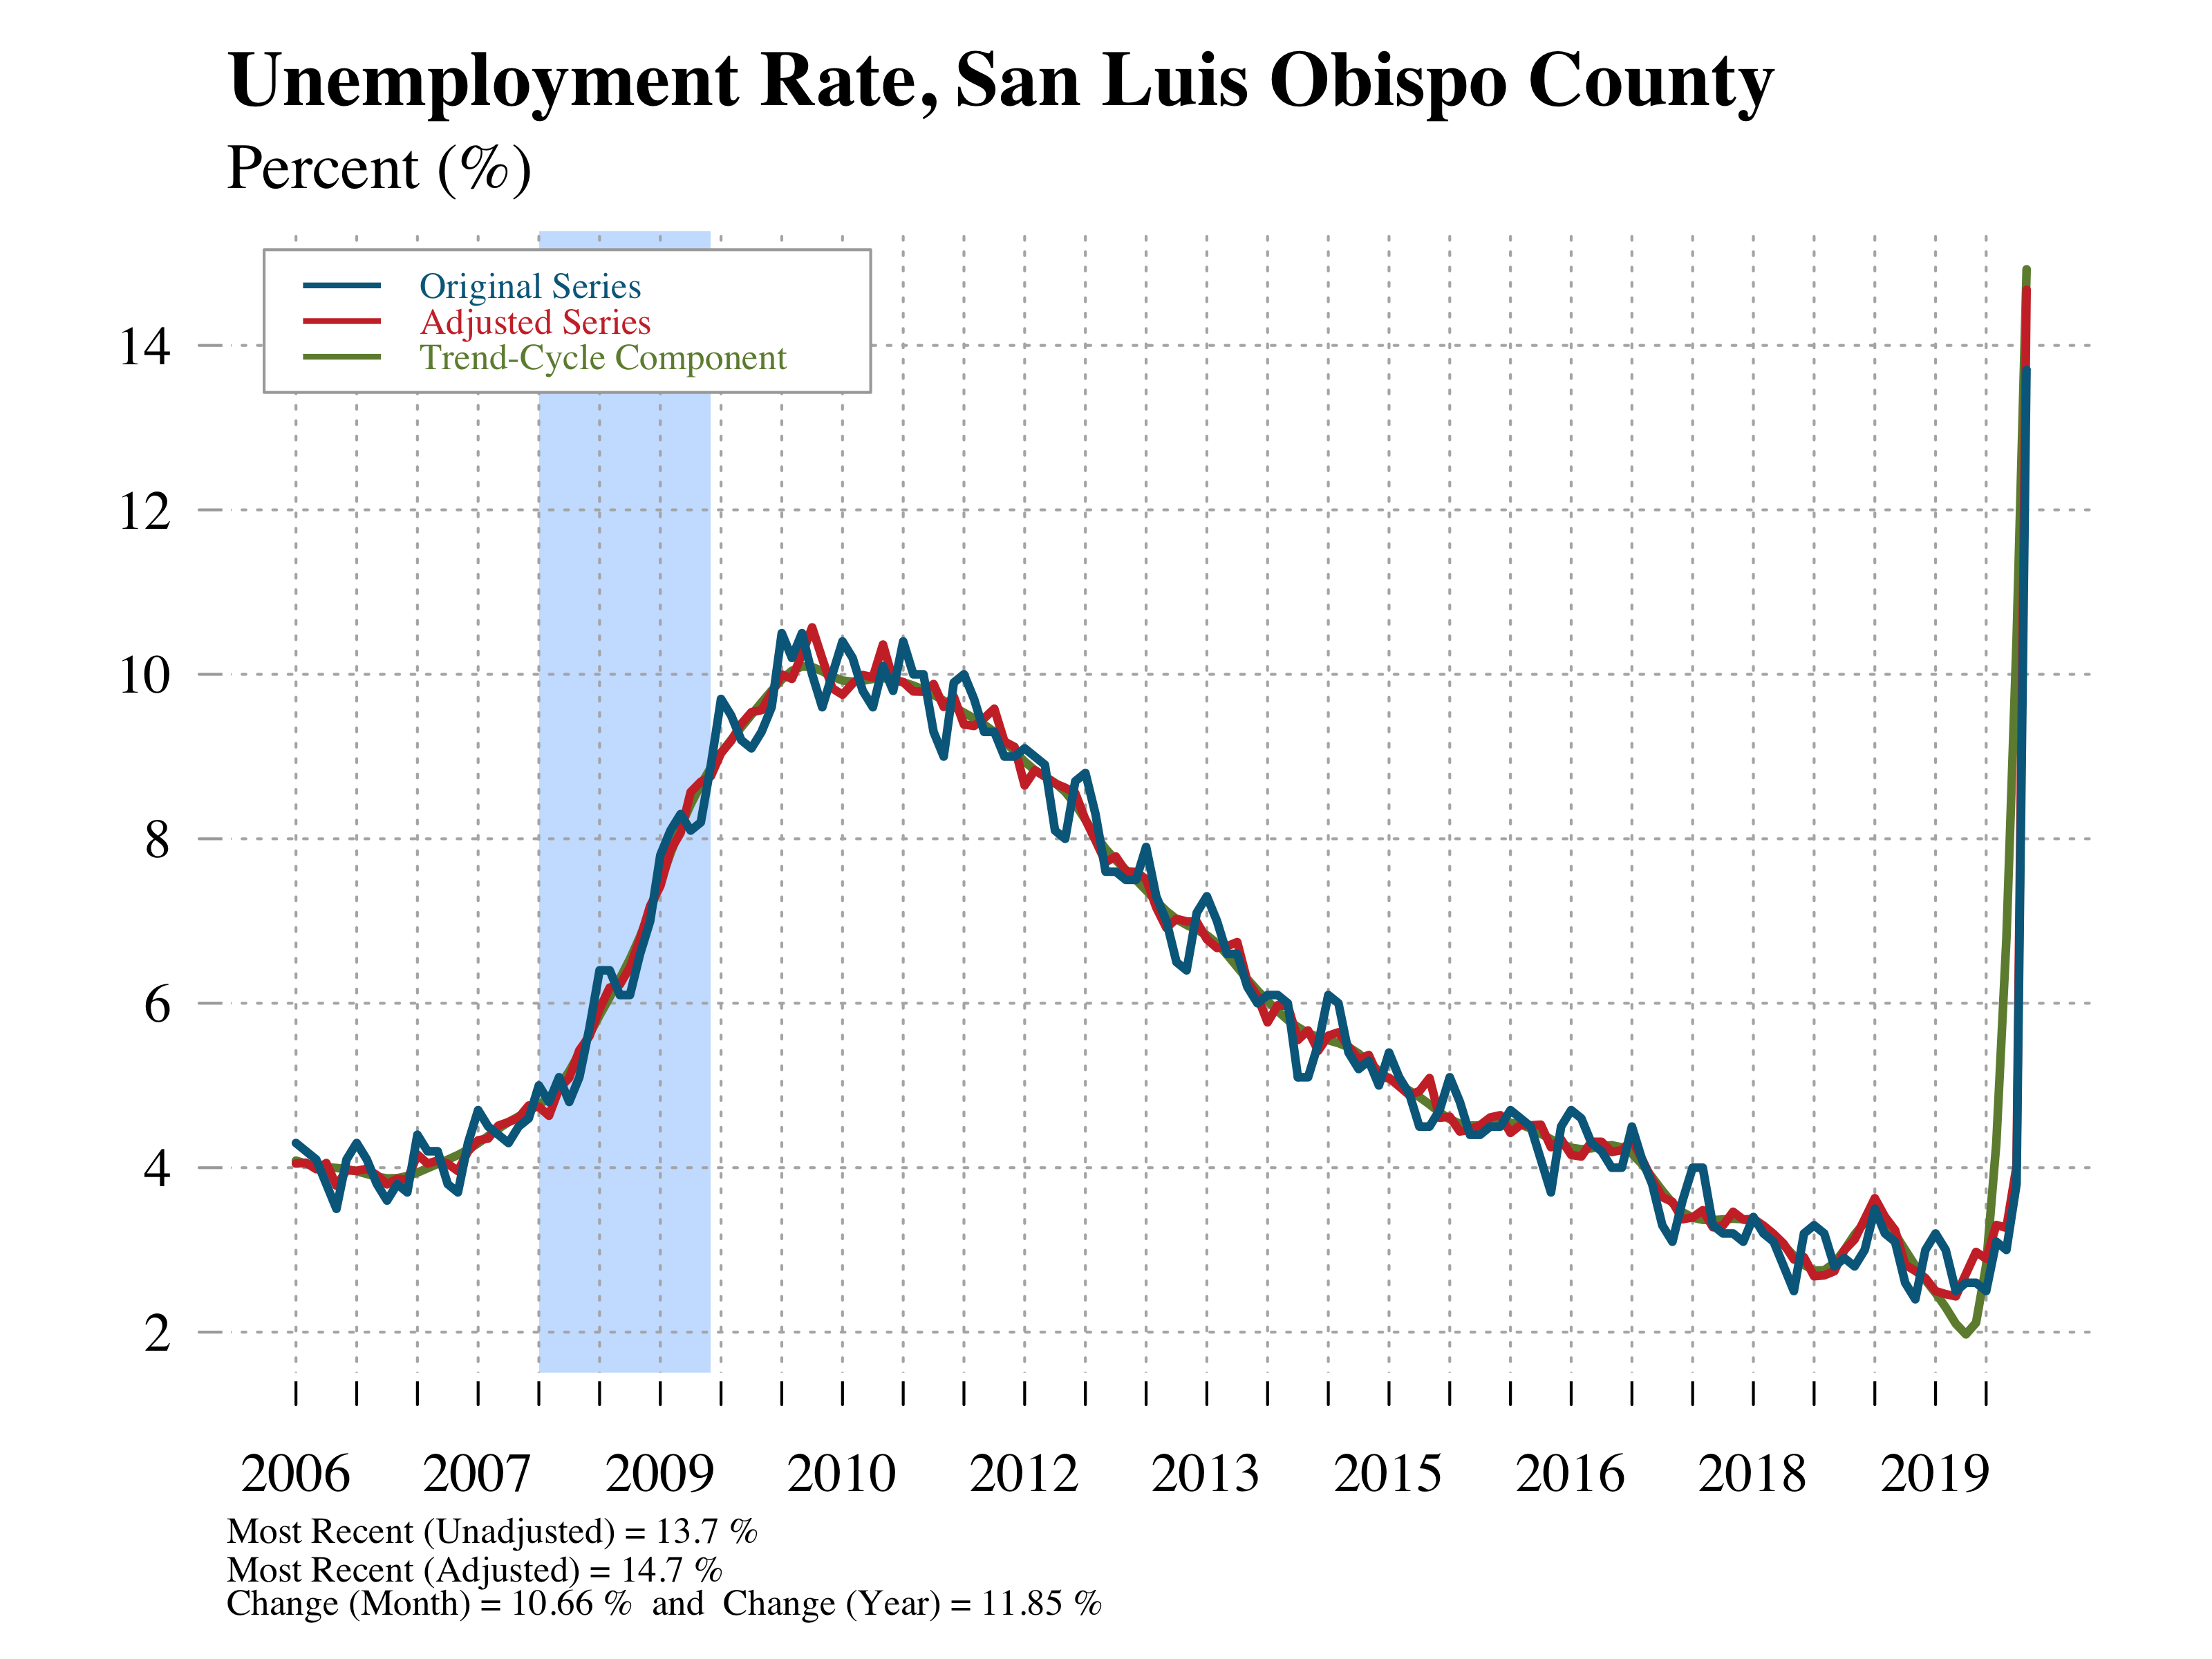 Unemployment Rate, San Luis Obispo County
Percent (%)
Original Series
Adjusted Series
Trend-Cycle Component
14
12
10
8
6
4
2
2006 2007 2009 2010 2012 2013 2015 2016 2018 2019
Most Recent (Unadjusted) = 13.7 %
Most Recent (Adjusted) = 14.7 %
Change (Month) = 10.66 % and Change (Year) = 11.85 %